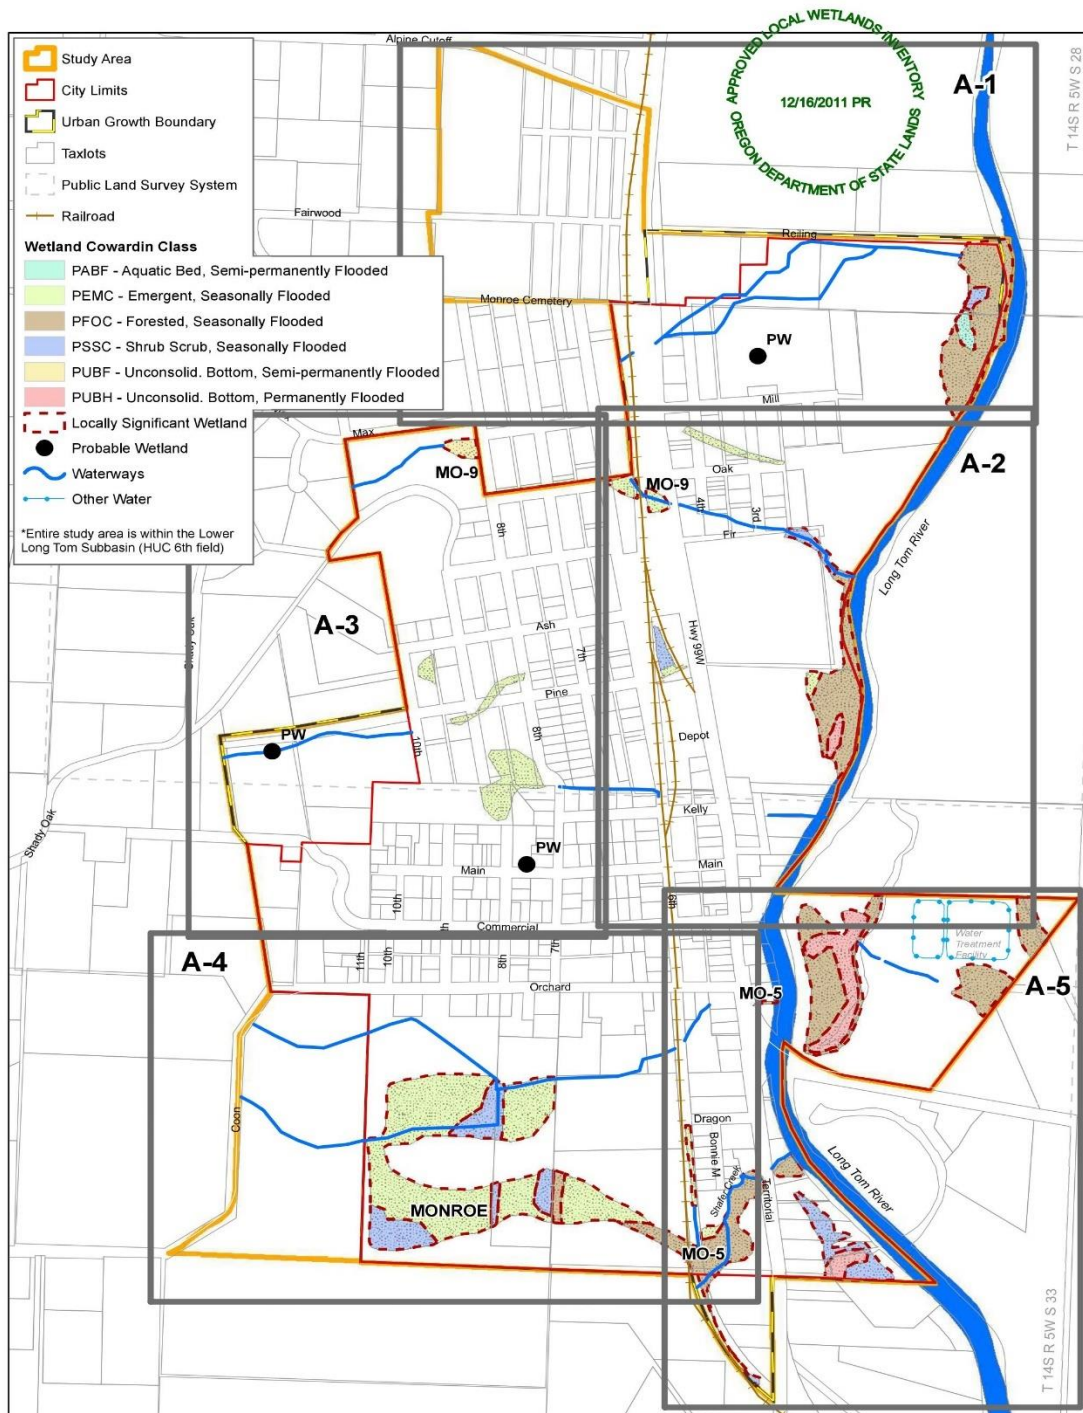 Study Area
City Limits
Urban Growth Boundary
Taxlots
Public Land Survey System
Railroad
Wetland Cowardin Class
PABF - Aquatic Bed, Semi-permanently Flooded
PEMC - Emergent, Seasonally Flooded
PFOC - Forested, Seasonally Flooded
PSSC - Shrub Scrub, Seasonally Flooded
PUBF - Unconsolid. Bottom, Semi-permanently Flooded
PUBH - Unconsolid. Bottom, Permanently Flooded
Locally Significant Wetland
Probable Wetland
Waterways
Other Water
*Entire study area is within the Lower
Long Tom Subbasin (HUC 6th field)
Alpine Cutoff
APPROVED LOCAL WETLANDS INVENTORY
12/16/2011 PR
OREGON DEPARTMENT OF STATE LANDS
A-1
T 14S R 5W S 28
Fairwood
Reiling
Monroe Cemetery
PW
Mill
Max
MO-9
MO-9
Oak
A-2
4th
3rd
8th
Fir
Long Tom River
A-3
Ash
7th
Hwy 99W
Shady Oak
Pine
PW
10th
8th
Depot
Kelly
Shady Oak
PW
Main
Main
10th
6th
Commercial
A-4
11th
10th
8th
7th
Orchard
Water
Treatment
Facility
MO-5
A-5
Coon
Dragon
Bonnie M
Shafer Creek
Territorial
Long Tom River
MONROE
MO-5
T 14S R 5W S 33